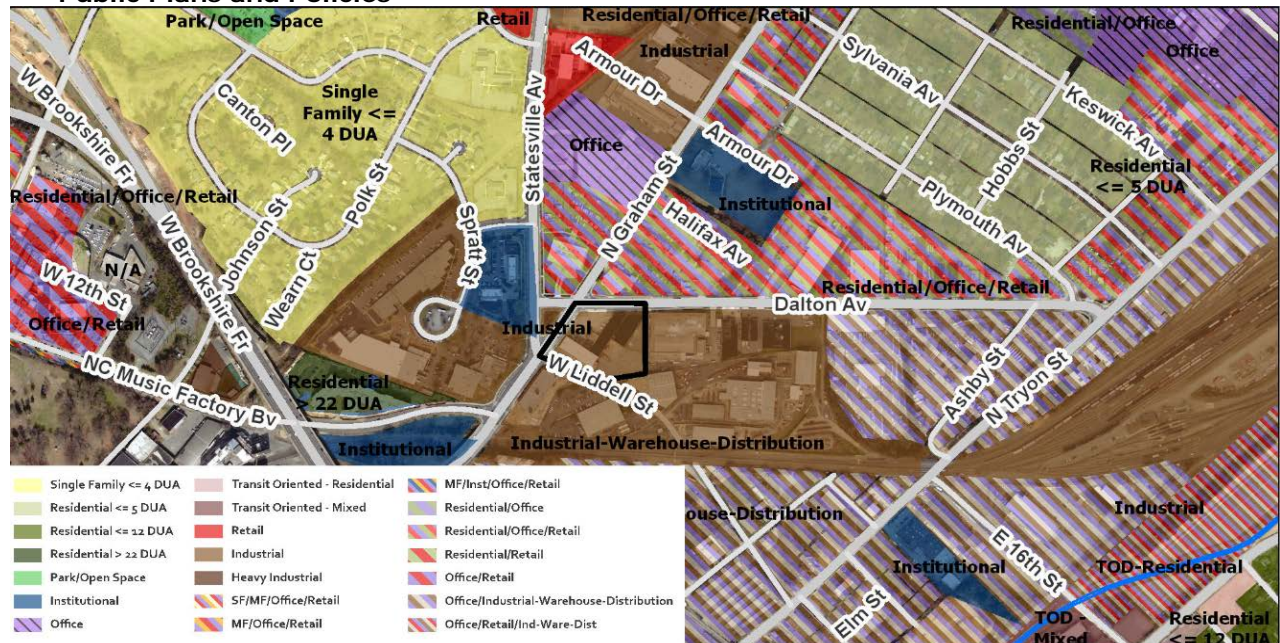 Public Plans and Policies
Park/Open Space
Retail
Residential/Office/Retail
Residential/Office
Industrial
Office
Armour Dr
Sylvania Av
W Brookshire Fr
Canton Pl
Single
Family <=
4 DUA
Statesville Av
Keswick Av
Hobbs St
Office
Armour Dr
N Graham St
Residential
<= 5 DUA
Polk St
Plymouth Av
Residential/Office/Retail
Institutional
Halifax Av
Spratt St
Johnson St
W Brookshire Fr
N/A
W 12th St
Wearn Ct
Residential/Office/Retail
Dalton Av
Office/Retail
Industrial
W Liddell St
Ashby St
N Tryon St
NC Music Factory Bv
Residential
> 22 DUA
Institutional
Industrial-Warehouse-Distribution
ouse-Distribution
Industrial
E 16th St
Institutional
TOD-Residential
Elm St
TOD -
Mixed
Residential
<= 12 DUA
Single Family <= 4 DUA
Residential <= 5 DUA
Residential <= 12 DUA
Residential > 22 DUA
Park/Open Space
Institutional
Office
Transit Oriented - Residential
Transit Oriented - Mixed
Retail
Industrial
Heavy Industrial
SF/MF/Office/Retail
MF/Office/Retail
MF/Inst/Office/Retail
Residential/Office
Residential/Office/Retail
Residential/Retail
Office/Retail
Office/Industrial-Warehouse-Distribution
Office/Retail/Ind-Ware-Dist